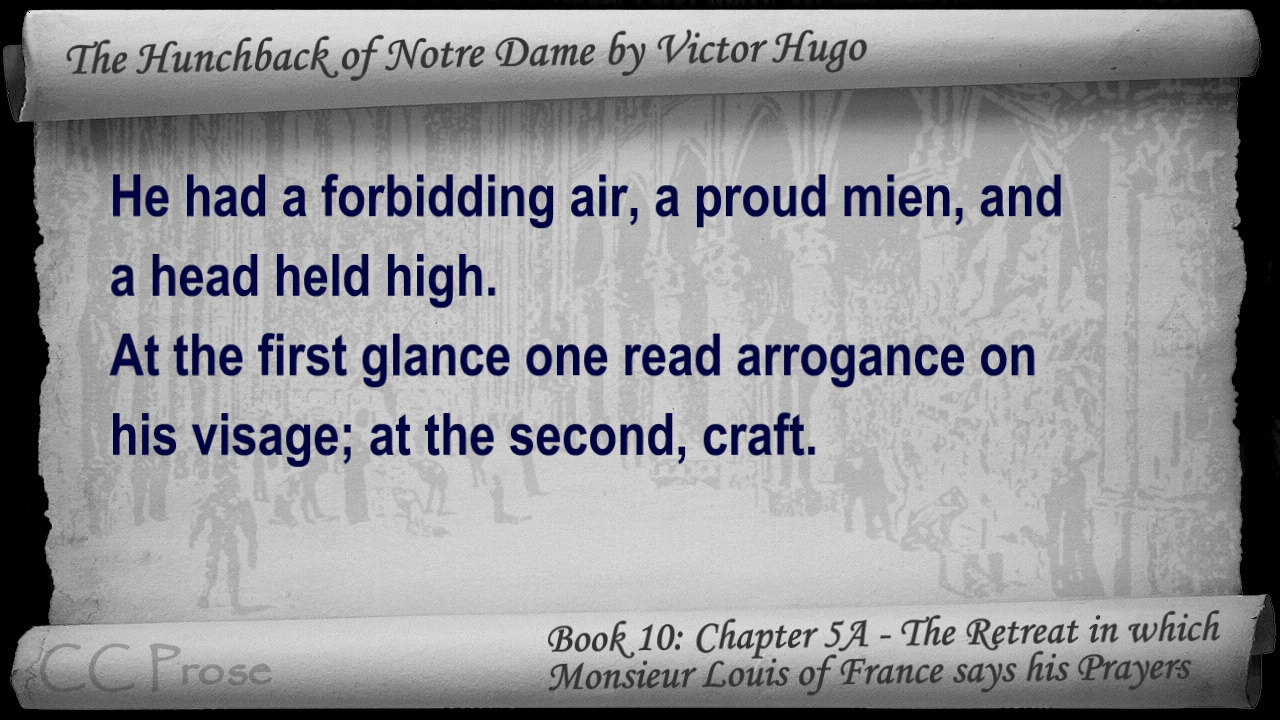 The Hunchback of Notre Dame by Victor Hugo
He had a forbidding air, a proud mien, and
a head held high.
At the first glance one read arrogance on
his visage; at the second, craft.
Book 10: Chapter 5A - The Retreat in which
Monsieur Louis of France says his Prayers
CC Prose